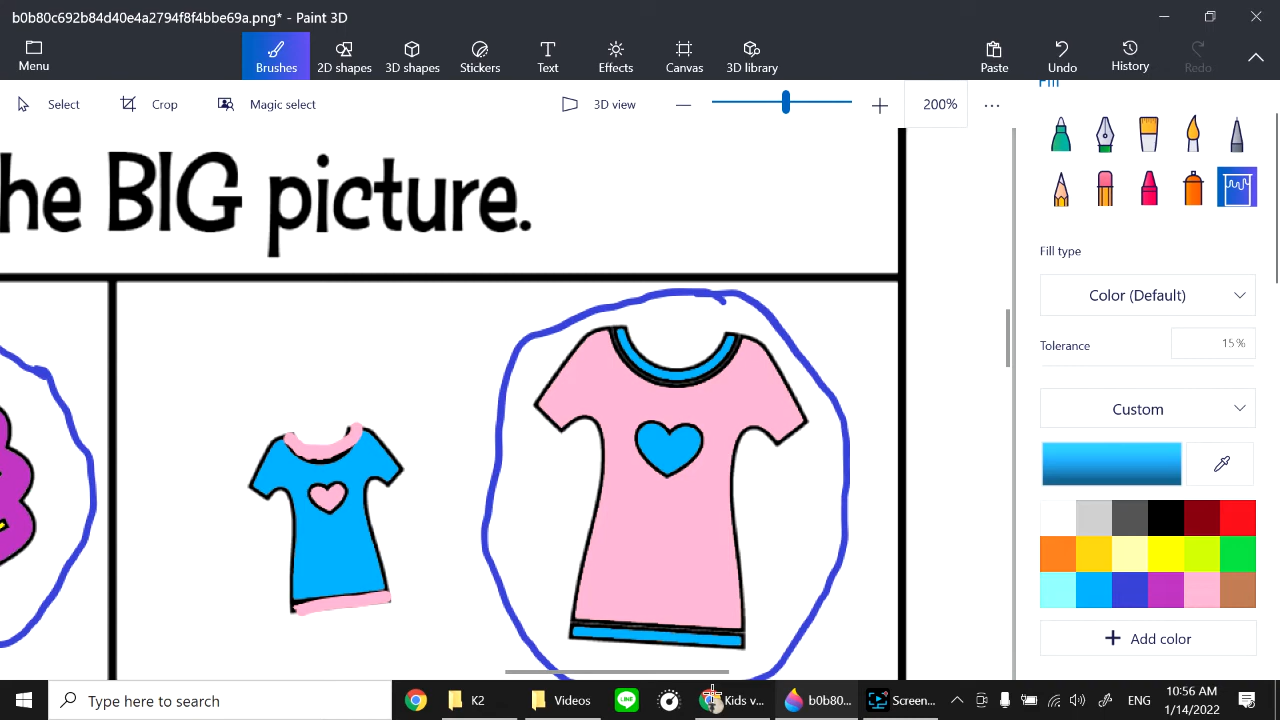 b0b80c692b84d40e4a2794f8f4bbe69a.png* - Paint 3D
Menu
Brushes
2D shapes
3D shapes
Stickers
Text
Effects
Canvas
3D library
Paste
Undo
History
Redo
Select
Crop
Magic select
3D view
200%
Fill
he BIG picture.
Fill type
Color (Default)
Tolerance
15%
Custom
Add color
Type here to search
K2
Videos
LINE
Kids v...
b0b80...
Screen...
ENG
10:56 AM
1/14/2022